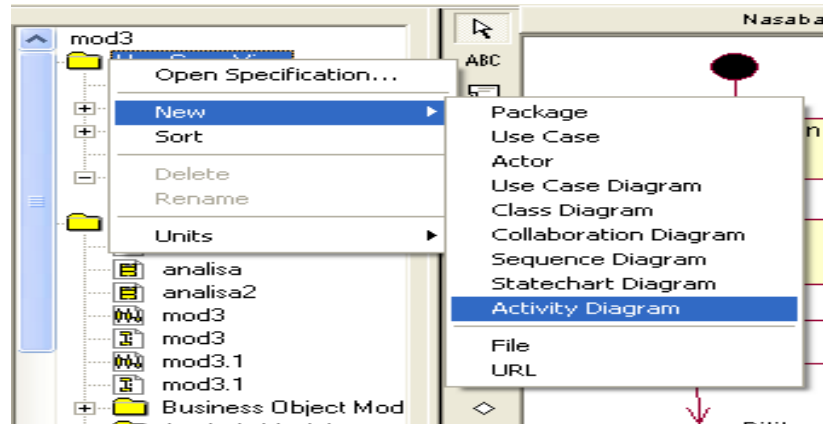 mod3
Open Specification...
New
Sort
Delete
Rename
Units
analisa
analisa2
mod3
mod3
mod3.1
mod3.1
Business Object Mod
ABC
Package
Use Case
Actor
Use Case Diagram
Class Diagram
Collaboration Diagram
Sequence Diagram
Statechart Diagram
Activity Diagram
File
URL
Nasaba
n